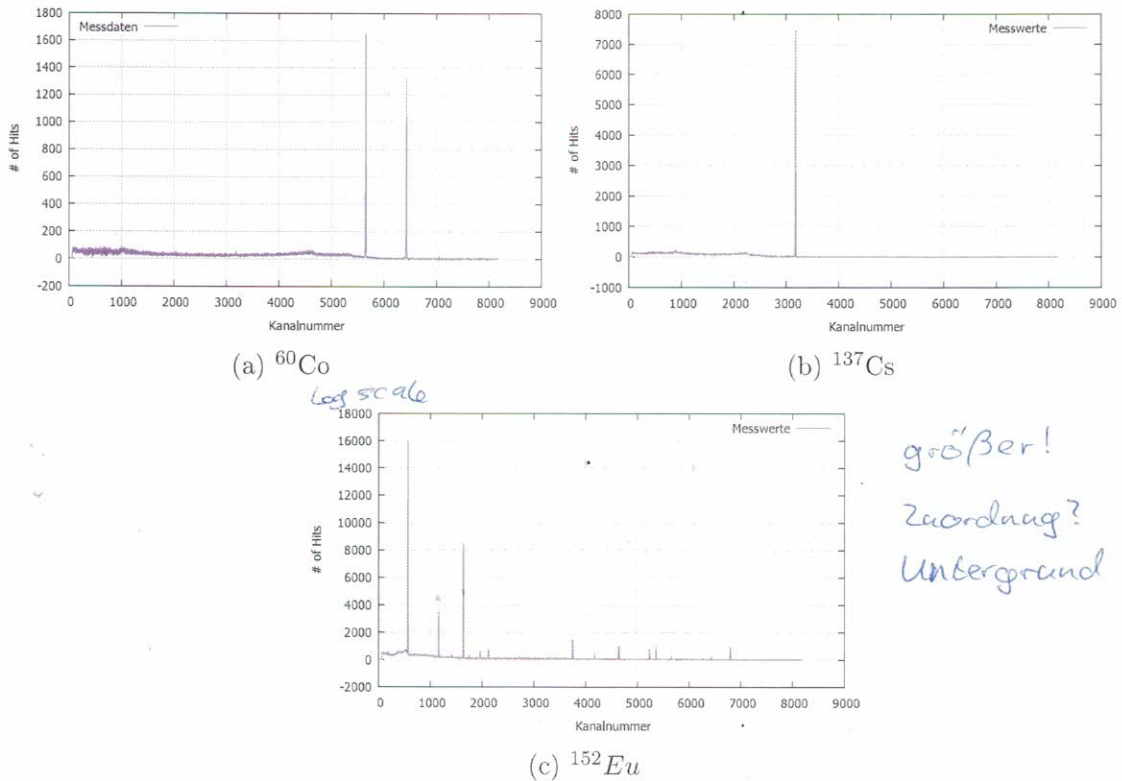 1800
1600
1400
1200
1000
800
600
400
200
0
-200
Messdaten
# of Hits
0 1000 2000 3000 4000 5000 6000 7000 8000 9000
Kanalnummer
(a) ⁶⁰Co
8000
7000
6000
5000
4000
3000
2000
1000
0
-1000
Messwerte
# of Hits
0 1000 2000 3000 4000 5000 6000 7000 8000 9000
Kanalnummer
(b) ¹³⁷Cs
Log scale
18000
16000
14000
12000
10000
8000
6000
4000
2000
0
-2000
Messwerte
# of Hits
0 1000 2000 3000 4000 5000 6000 7000 8000 9000
Kanalnummer
(c) ¹⁵²Eu
größer!
Zuordnung?
Untergrund